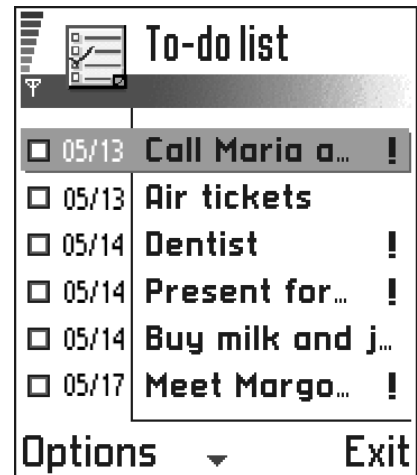 To-do list
05/13 Call Maria a... !
05/13 Air tickets
05/14 Dentist !
05/14 Present for... !
05/14 Buy milk and j...
05/17 Meet Margo... !
Options Exit